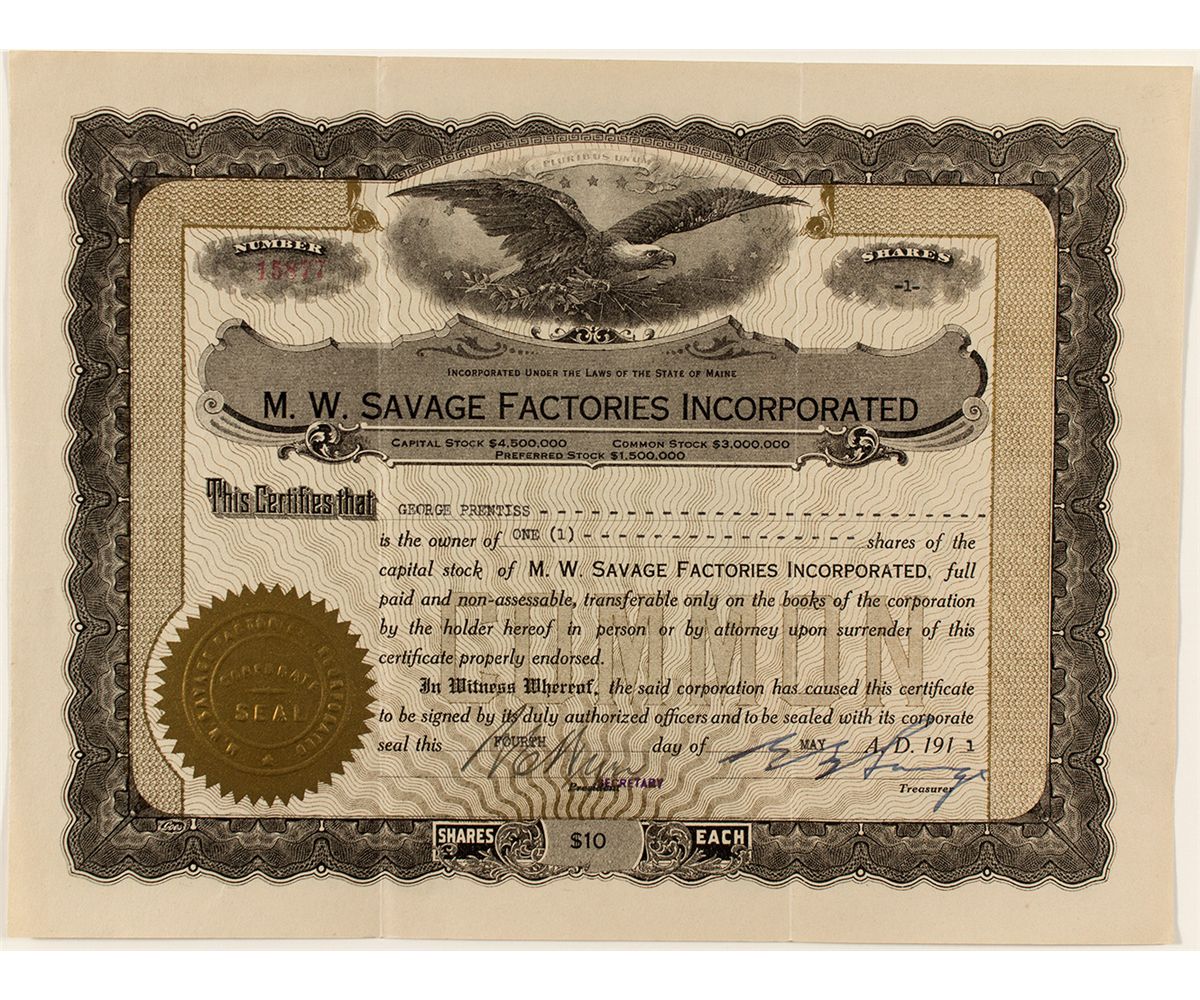 PLURIBUS UNUM
NUMBER
15877
SHARES
-1-
INCORPORATED UNDER THE LAWS OF THE STATE OF MAINE
M. W. SAVAGE FACTORIES INCORPORATED
CAPITAL STOCK $4,500,000 COMMON STOCK $3,000,000
PREFERRED STOCK $1,500,000
This Certifies that GEORGE PRENTISS
is the owner of ONE (1) shares of the
capital stock of M. W. SAVAGE FACTORIES INCORPORATED, full
paid and non-assessable, transferable only on the books of the corporation
by the holder hereof in person or by attorney upon surrender of this
certificate properly endorsed.
COMMON
In Witness Whereof, the said corporation has caused this certificate
to be signed by its duly authorized officers and to be sealed with its corporate
seal this FOURTH day of MAY A.D. 1911
President SECRETARY
Treasurer
M. W. SAVAGE FACTORIES INCORPORATED
CORPORATE
SEAL
Goes
SHARES $10 EACH